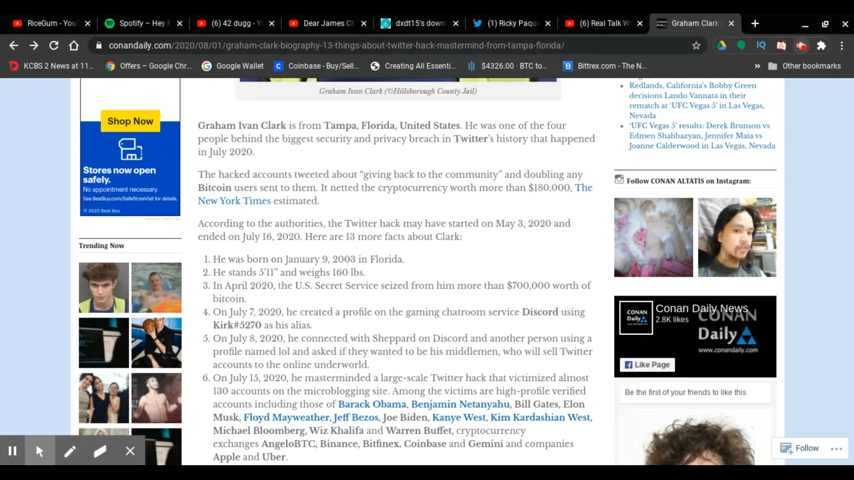 RiceGum - You
Spotify – Hey F
(6) 42 dugg - Y
Dear James Ch
dxdt15's down
(1) Ricky Paqu
(6) Real Talk W
Graham Clark
conandaily.com/2020/08/01/graham-clark-biography-13-things-about-twitter-hack-mastermind-from-tampa-florida/
KCBS 2 News at 11...
Offers – Google Chr...
Google Wallet
Coinbase - Buy/Sell...
Creating All Essenti...
$4326.00 · BTC to...
Bittrex.com - The N...
Other bookmarks
Graham Ivan Clark (©Hillsborough County Jail)
Shop Now
Stores now open
safely.
No appointment necessary.
See BestBuy.com/SafeStoreVisit for details.
© 2020 Best Buy
Trending Now
Graham Ivan Clark is from Tampa, Florida, United States. He was one of the four
people behind the biggest security and privacy breach in Twitter's history that happened
in July 2020.
The hacked accounts tweeted about "giving back to the community" and doubling any
Bitcoin users sent to them. It netted the cryptocurrency worth more than $180,000, The
New York Times estimated.
According to the authorities, the Twitter hack may have started on May 3, 2020 and
ended on July 16, 2020. Here are 13 more facts about Clark:
1. He was born on January 9, 2003 in Florida.
2. He stands 5'11" and weighs 160 lbs.
3. In April 2020, the U.S. Secret Service seized from him more than $700,000 worth of
bitcoin.
4. On July 7, 2020, he created a profile on the gaming chatroom service Discord using
Kirk#5270 as his alias.
5. On July 8, 2020, he connected with Sheppard on Discord and another person using a
profile named lol and asked if they wanted to be his middlemen, who will sell Twitter
accounts to the online underworld.
6. On July 15, 2020, he masterminded a large-scale Twitter hack that victimized almost
130 accounts on the microblogging site. Among the victims are high-profile verified
accounts including those of Barack Obama, Benjamin Netanyahu, Bill Gates, Elon
Musk, Floyd Mayweather, Jeff Bezos, Joe Biden, Kanye West, Kim Kardashian West,
Michael Bloomberg, Wiz Khalifa and Warren Buffet, cryptocurrency
exchanges AngeloBTC, Binance, Bitfinex, Coinbase and Gemini and companies
Apple and Uber.
Redlands, California's Bobby Green
decisions Lando Vannata in their
rematch at 'UFC Vegas 5' in Las Vegas,
Nevada
'UFC Vegas 5' results: Derek Brunson vs
Edmen Shahbazyan, Jennifer Maia vs
Joanne Calderwood in Las Vegas, Nevada
Follow CONAN ALTATIS on Instagram:
Conan Daily News
2.8K likes
CONAN
Daily
CONAN
Daily
www.conandaily.com
Like Page
Be the first of your friends to like this
Follow